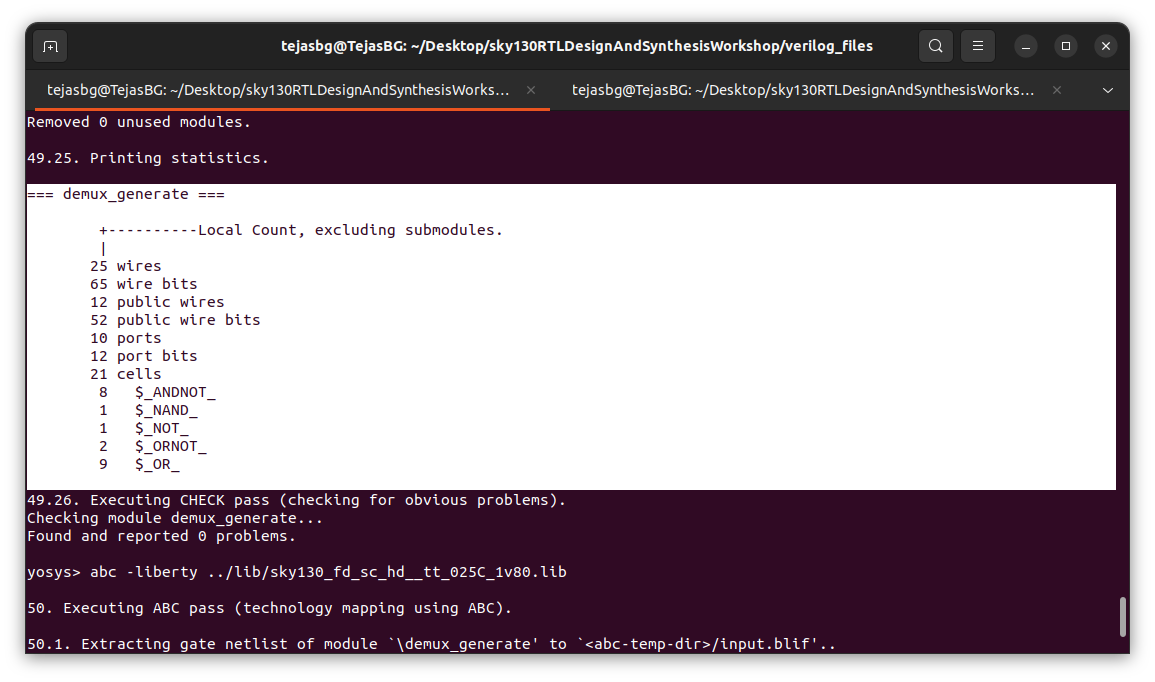 tejasbg@TejasBG: ~/Desktop/sky130RTLDesignAndSynthesisWorkshop/verilog_files
tejasbg@TejasBG: ~/Desktop/sky130RTLDesignAndSynthesisWorks...
tejasbg@TejasBG: ~/Desktop/sky130RTLDesignAndSynthesisWorks...
Removed 0 unused modules.
49.25. Printing statistics.
=== demux_generate ===
+----------Local Count, excluding submodules.
|
25 wires
65 wire bits
12 public wires
52 public wire bits
10 ports
12 port bits
21 cells
8   $_ANDNOT_
1   $_NAND_
1   $_NOT_
2   $_ORNOT_
9   $_OR_
49.26. Executing CHECK pass (checking for obvious problems).
Checking module demux_generate...
Found and reported 0 problems.
yosys> abc -liberty ../lib/sky130_fd_sc_hd__tt_025C_1v80.lib
50. Executing ABC pass (technology mapping using ABC).
50.1. Extracting gate netlist of module `\demux_generate' to `<abc-temp-dir>/input.blif'..